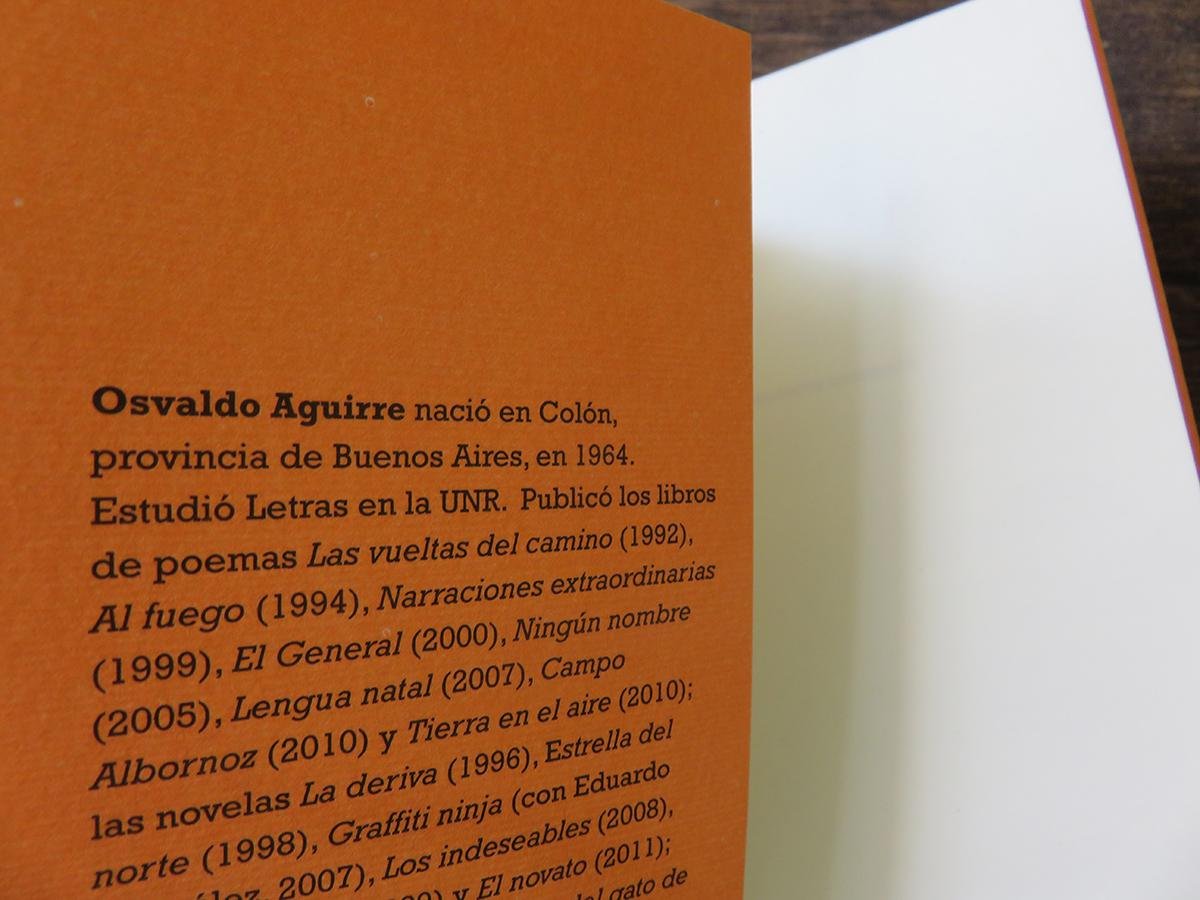 Osvaldo Aguirre nació en Colón,
provincia de Buenos Aires, en 1964.
Estudió Letras en la UNR. Publicó los libros
de poemas Las vueltas del camino (1992),
Al fuego (1994), Narraciones extraordinarias
(1999), El General (2000), Ningún nombre
(2005), Lengua natal (2007), Campo
Albornoz (2010) y Tierra en el aire (2010);
las novelas La deriva (1996), Estrella del
norte (1998), Graffiti ninja (con Eduardo
2007), Los indeseables (2008),
y El novato (2011);
gato de